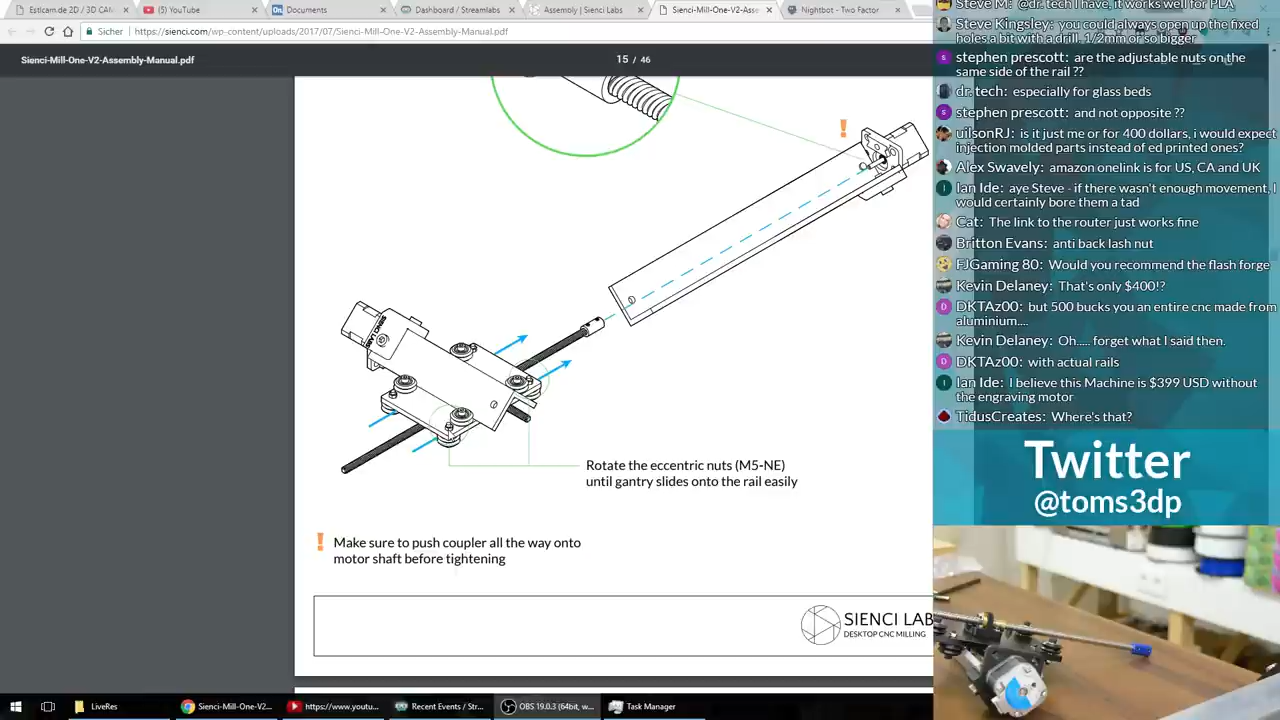 Estlcam.de 2D / 3D CAM
(5) YouTube
Documents
Dashboard / Streamlabs
Assembly | Sienci Labs
Sienci-Mill-One-V2-Asse
Nightbot - Two Factor
Sicher
https://sienci.com/wp-content/uploads/2017/07/Sienci-Mill-One-V2-Assembly-Manual.pdf
Sienci-Mill-One-V2-Assembly-Manual.pdf
15 / 46
!
Rotate the eccentric nuts (M5-NE)
until gantry slides onto the rail easily
! Make sure to push coupler all the way onto
motor shaft before tightening
SIENCI LAB
DESKTOP CNC MILLING
Steve M: @dr.tech I have, it works well for PLA
Steve Kingsley: you could always open up the fixed
holes a bit with a drill, 1/2mm or so bigger
stephen prescott: are the adjustable nuts on the
same side of the rail ??
dr. tech: especially for glass beds
stephen prescott: and not opposite ??
uilsonRJ: is it just me or for 400 dollars, i would expect
injection molded parts instead of ed printed ones?
Alex Swavely: amazon onelink is for US, CA and UK
Ian Ide: aye Steve - if there wasn't enough movement, I
would certainly bore them a tad
Cat: The link to the router just works fine
Britton Evans: anti back lash nut
FJGaming 80: Would you recommend the flash forge
Kevin Delaney: That's only $400!?
DKTAz00: but 500 bucks you an entire cnc made from
aluminium....
Kevin Delaney: Oh..... forget what I said then.
DKTAz00: with actual rails
Ian Ide: I believe this Machine is $399 USD without
the engraving motor
TidusCreates: Where's that?
Twitter
@toms3dp
LiveRes
Sienci-Mill-One-V2...
https://www.youtu...
Recent Events / Str...
OBS 19.0.3 (64bit, w...
Task Manager